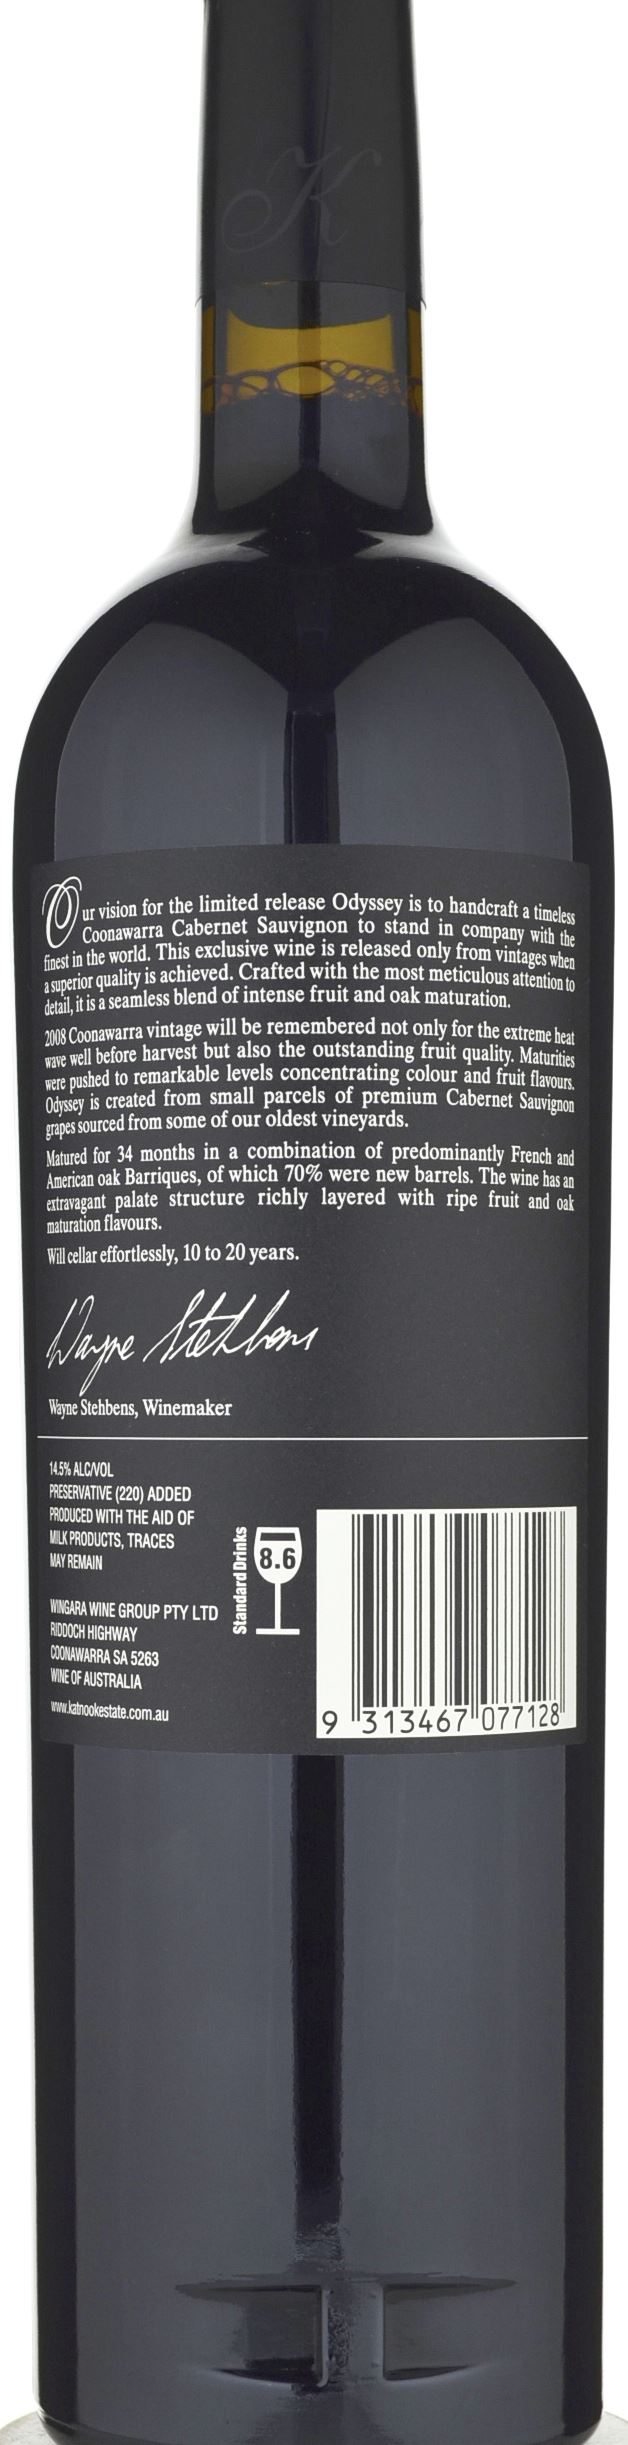 K
Our vision for the limited release Odyssey is to handcraft a timeless
Coonawarra Cabernet Sauvignon to stand in company with the
finest in the world. This exclusive wine is released only from vintages when
a superior quality is achieved. Crafted with the most meticulous attention to
detail, it is a seamless blend of intense fruit and oak maturation.
2008 Coonawarra vintage will be remembered not only for the extreme heat
wave well before harvest but also the outstanding fruit quality. Maturities
were pushed to remarkable levels concentrating colour and fruit flavours.
Odyssey is created from small parcels of premium Cabernet Sauvignon
grapes sourced from some of our oldest vineyards.
Matured for 34 months in a combination of predominantly French and
American oak Barriques, of which 70% were new barrels. The wine has an
extravagant palate structure richly layered with ripe fruit and oak
maturation flavours.
Will cellar effortlessly, 10 to 20 years.
Wayne Stehbens
Wayne Stehbens, Winemaker
14.5% ALC/VOL
PRESERVATIVE (220) ADDED
PRODUCED WITH THE AID OF
MILK PRODUCTS, TRACES
MAY REMAIN
WINGARA WINE GROUP PTY LTD
RIDDOCH HIGHWAY
COONAWARRA SA 5263
WINE OF AUSTRALIA
www.katnookestate.com.au
Standard Drinks
8.6
9 313467 077128